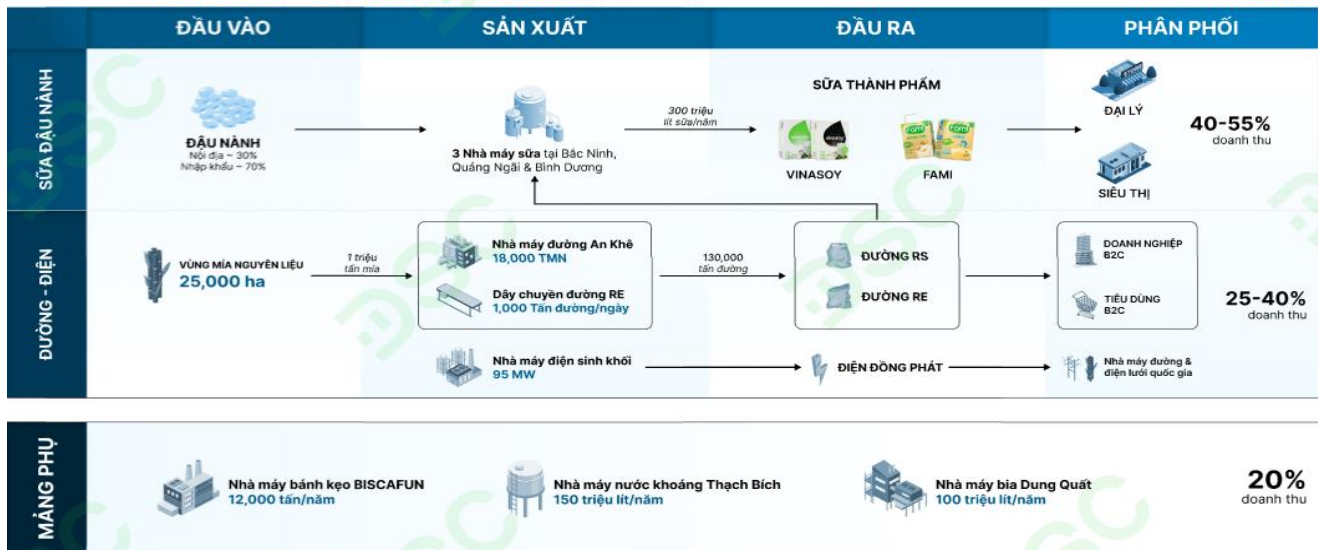 ĐẦU VÀO
SẢN XUẤT
ĐẦU RA
PHÂN PHỐI
SỮA ĐẬU NÀNH
ĐẬU NÀNH
Nội địa ~ 30%
Nhập khẩu ~ 70%
3 Nhà máy sữa tại Bắc Ninh,
Quảng Ngãi & Bình Dương
300 triệu
lít sữa/năm
SỮA THÀNH PHẨM
VINASOY
FAMI
ĐẠI LÝ
SIÊU THỊ
40-55%
doanh thu
ĐƯỜNG - ĐIỆN
VÙNG MÍA NGUYÊN LIỆU
25,000 ha
1 triệu
tấn mía
Nhà máy đường An Khê
18,000 TMN
Dây chuyền đường RE
1,000 Tấn đường/ngày
130,000
tấn đường
ĐƯỜNG RS
ĐƯỜNG RE
DOANH NGHIỆP
B2C
TIÊU DÙNG
B2C
25-40%
doanh thu
Nhà máy điện sinh khối
95 MW
ĐIỆN ĐỒNG PHÁT
Nhà máy đường &
điện lưới quốc gia
MẢNG PHỤ
Nhà máy bánh kẹo BISCAFUN
12,000 tấn/năm
Nhà máy nước khoáng Thạch Bích
150 triệu lít/năm
Nhà máy bia Dung Quất
100 triệu lít/năm
20%
doanh thu
DSC